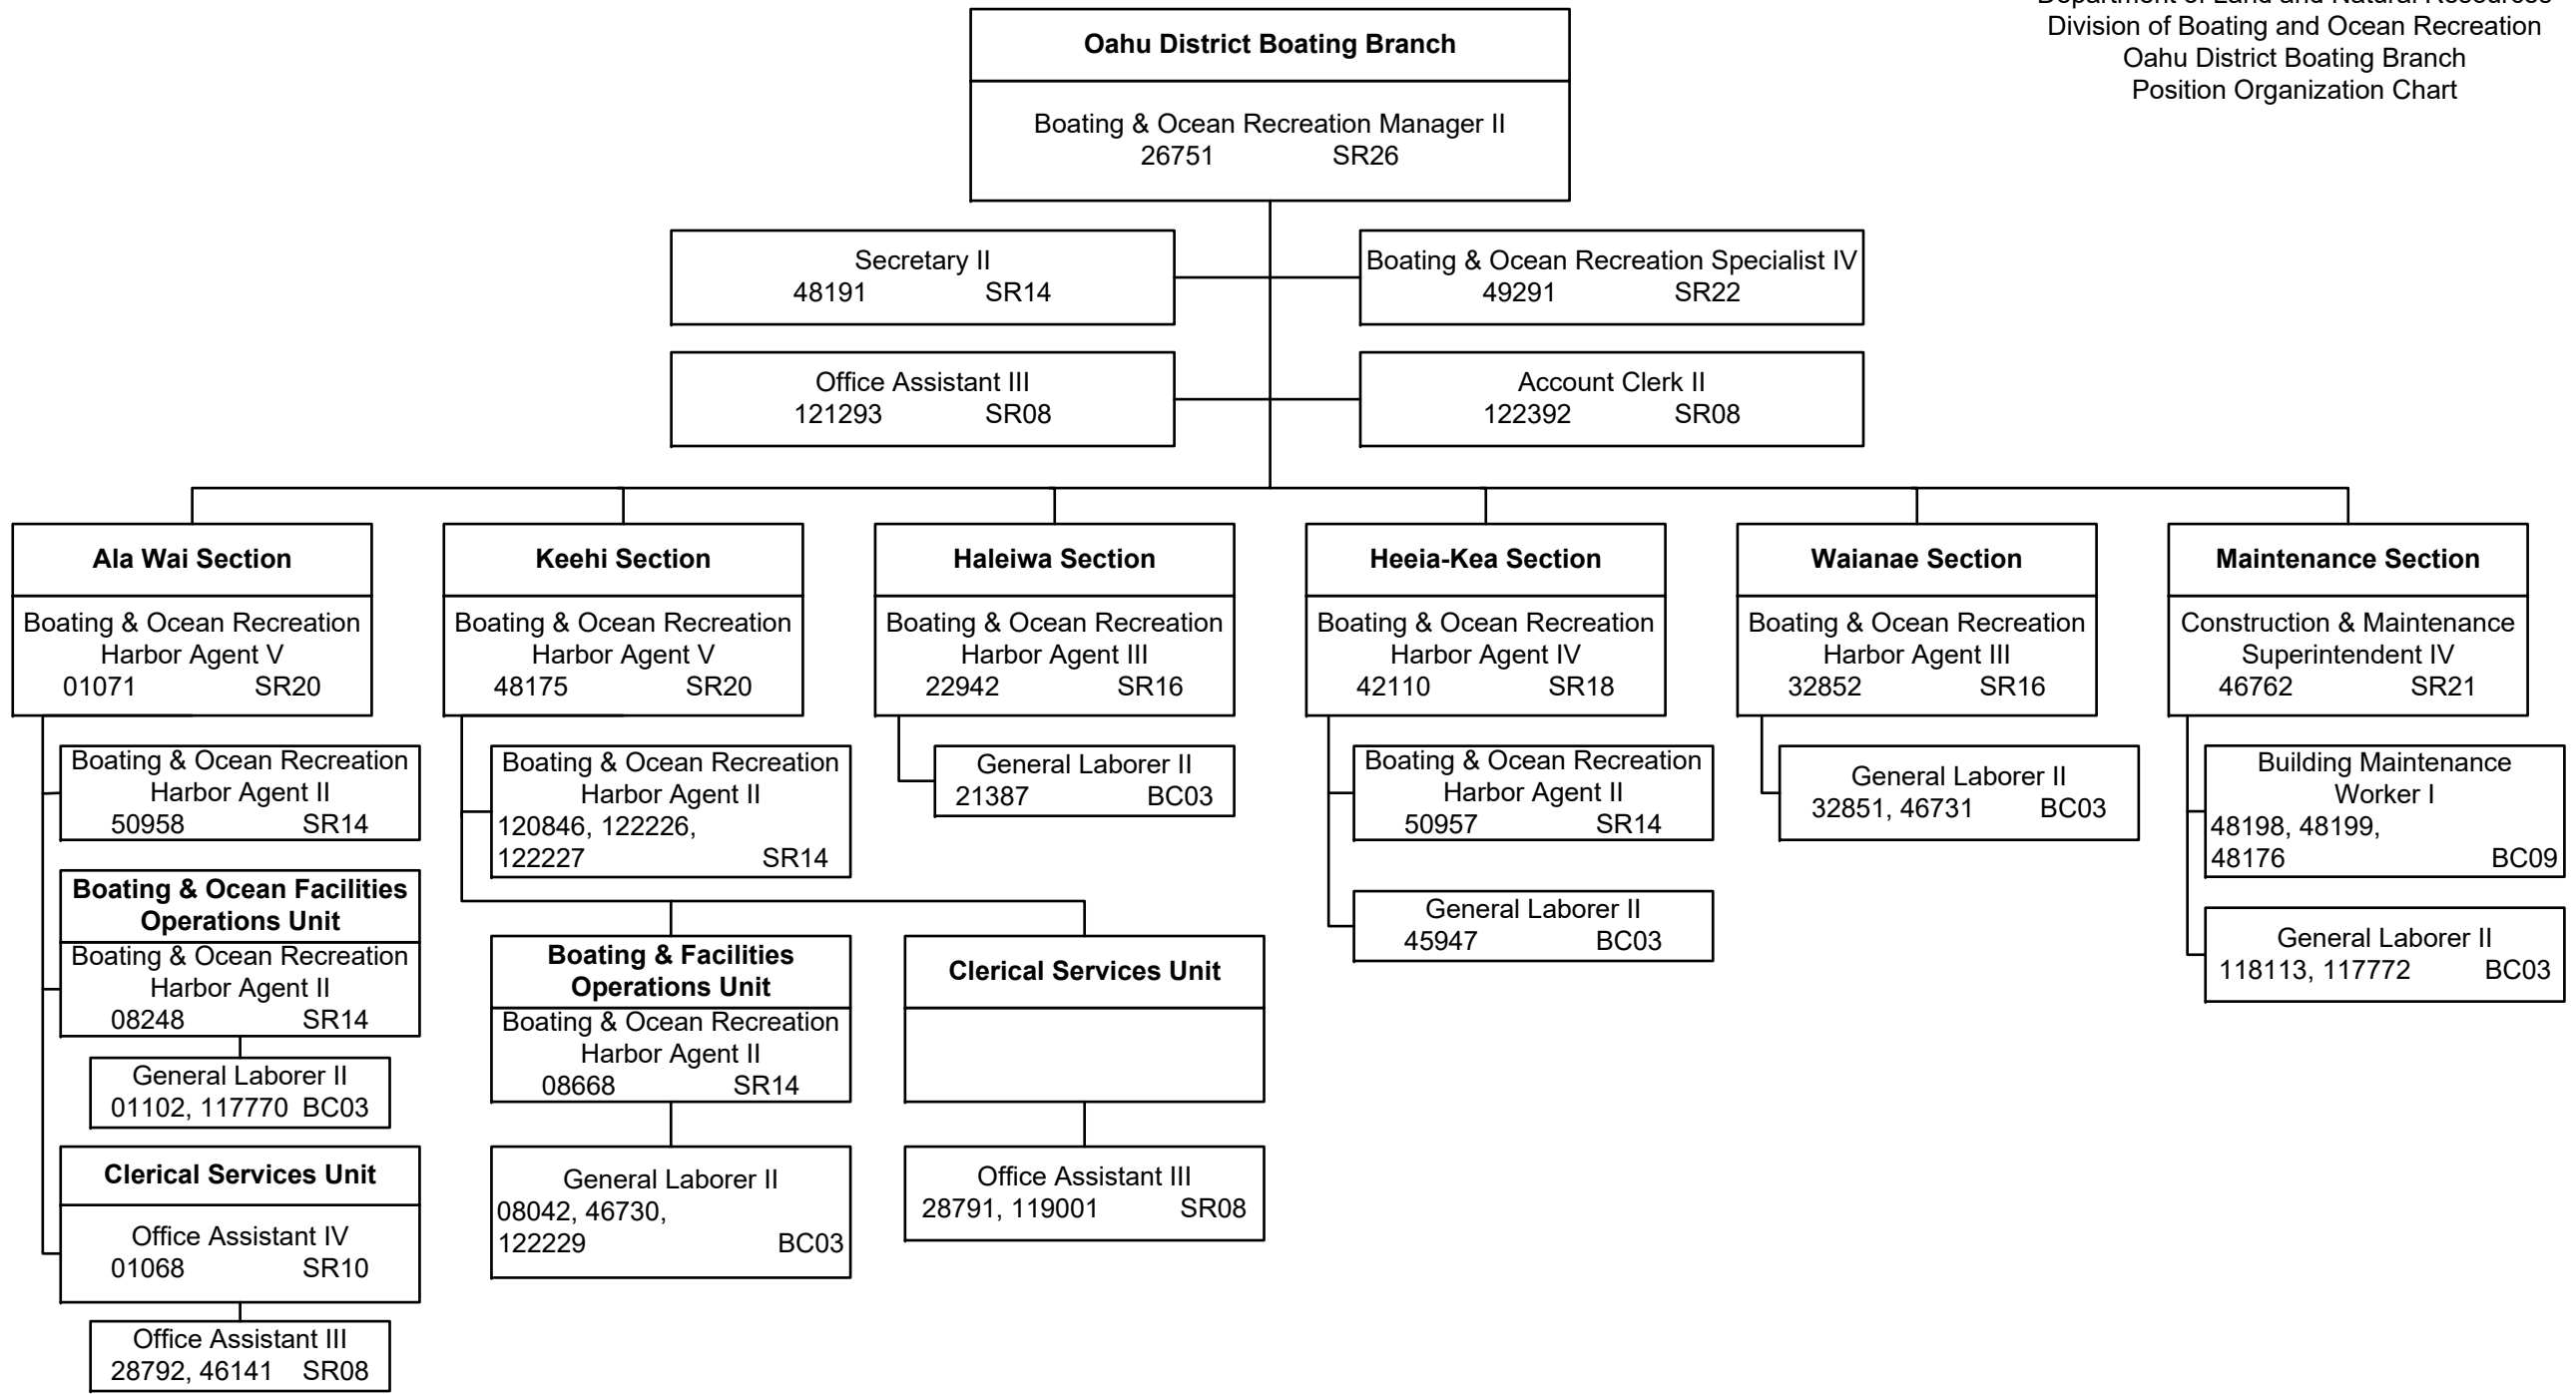 Department of Land and Natural Resources
Division of Boating and Ocean Recreation
Oahu District Boating Branch
Position Organization Chart
Oahu District Boating Branch
Boating & Ocean Recreation Manager II
26751 SR26
Secretary II
48191 SR14
Boating & Ocean Recreation Specialist IV
49291 SR22
Office Assistant III
121293 SR08
Account Clerk II
122392 SR08
Ala Wai Section
Boating & Ocean Recreation
Harbor Agent V
01071 SR20
Boating & Ocean Recreation
Harbor Agent II
50958 SR14
Boating & Ocean Facilities
Operations Unit
Boating & Ocean Recreation
Harbor Agent II
08248 SR14
General Laborer II
01102, 117770 BC03
Clerical Services Unit
Office Assistant IV
01068 SR10
Office Assistant III
28792, 46141 SR08
Keehi Section
Boating & Ocean Recreation
Harbor Agent V
48175 SR20
Boating & Ocean Recreation
Harbor Agent II
120846, 122226,
122227 SR14
Boating & Facilities
Operations Unit
Boating & Ocean Recreation
Harbor Agent II
08668 SR14
General Laborer II
08042, 46730,
122229 BC03
Clerical Services Unit
Office Assistant III
28791, 119001 SR08
Haleiwa Section
Boating & Ocean Recreation
Harbor Agent III
22942 SR16
General Laborer II
21387 BC03
Heeia-Kea Section
Boating & Ocean Recreation
Harbor Agent IV
42110 SR18
Boating & Ocean Recreation
Harbor Agent II
50957 SR14
General Laborer II
45947 BC03
Waianae Section
Boating & Ocean Recreation
Harbor Agent III
32852 SR16
General Laborer II
32851, 46731 BC03
Maintenance Section
Construction & Maintenance
Superintendent IV
46762 SR21
Building Maintenance
Worker I
48198, 48199,
48176 BC09
General Laborer II
118113, 117772 BC03